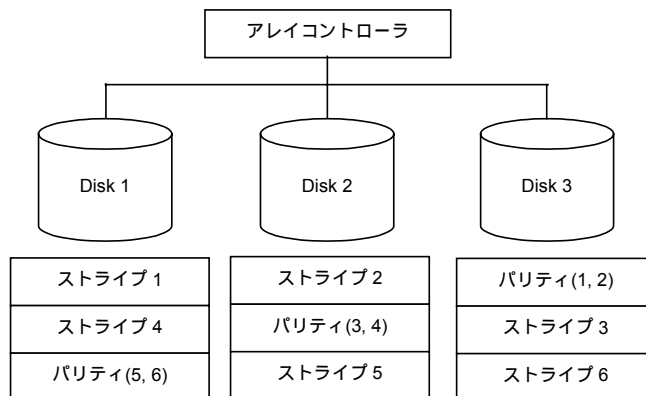 アレイコントローラ
Disk 1
Disk 2
Disk 3
ストライプ 1
ストライプ 2
パリティ(1, 2)
ストライプ 4
パリティ(3, 4)
ストライプ 3
パリティ(5, 6)
ストライプ 5
ストライプ 6